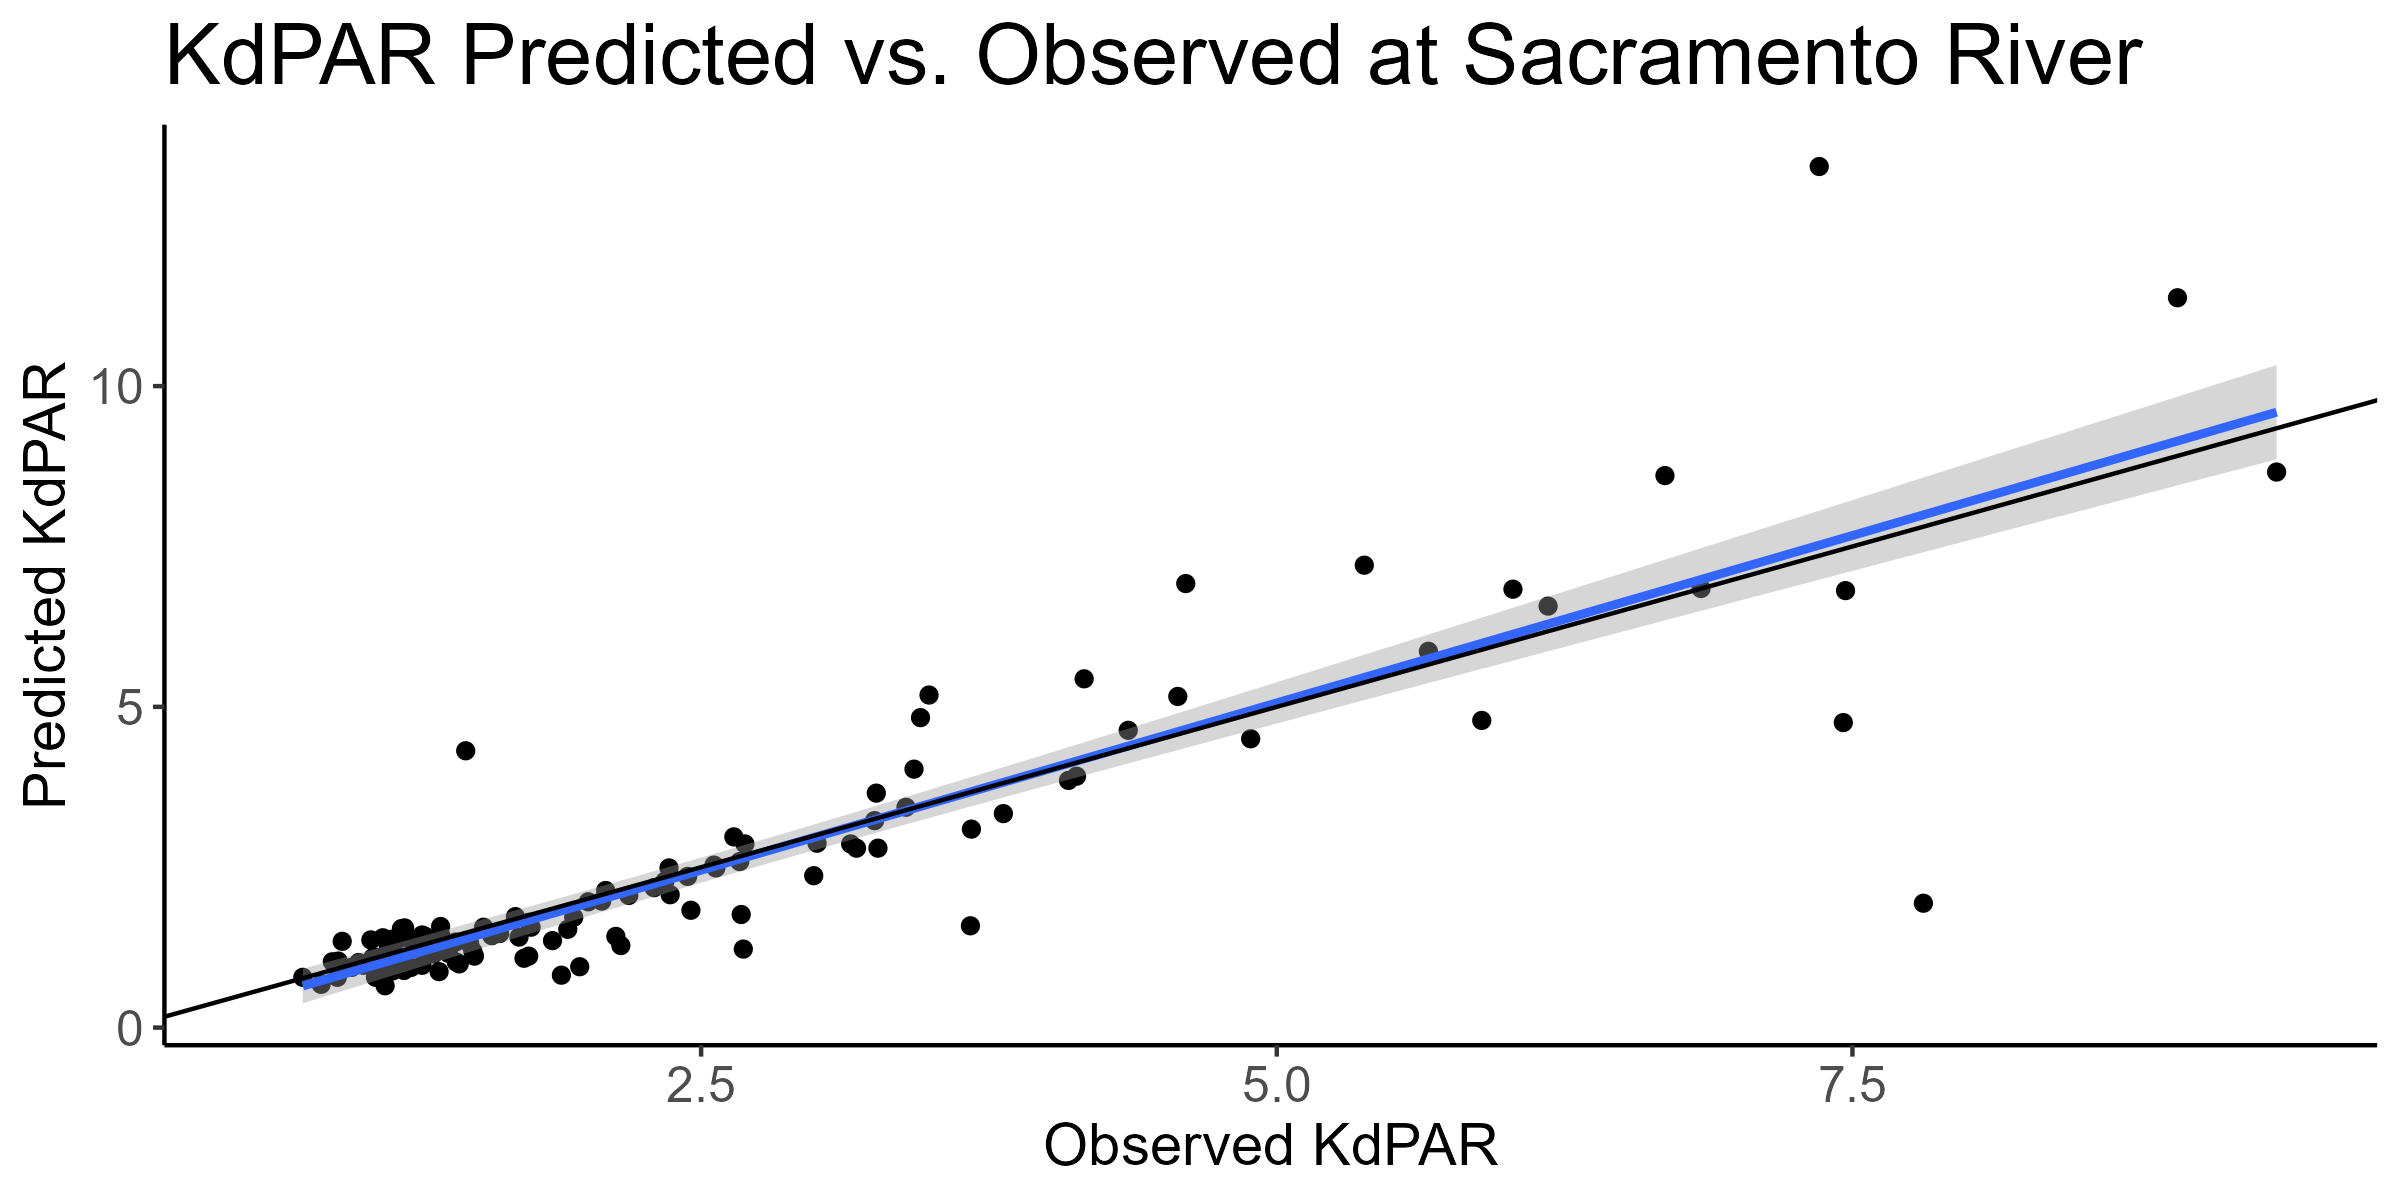 KdPAR Predicted vs. Observed at Sacramento River
Predicted KdPAR
10
5
0
2.5 5.0 7.5
Observed KdPAR